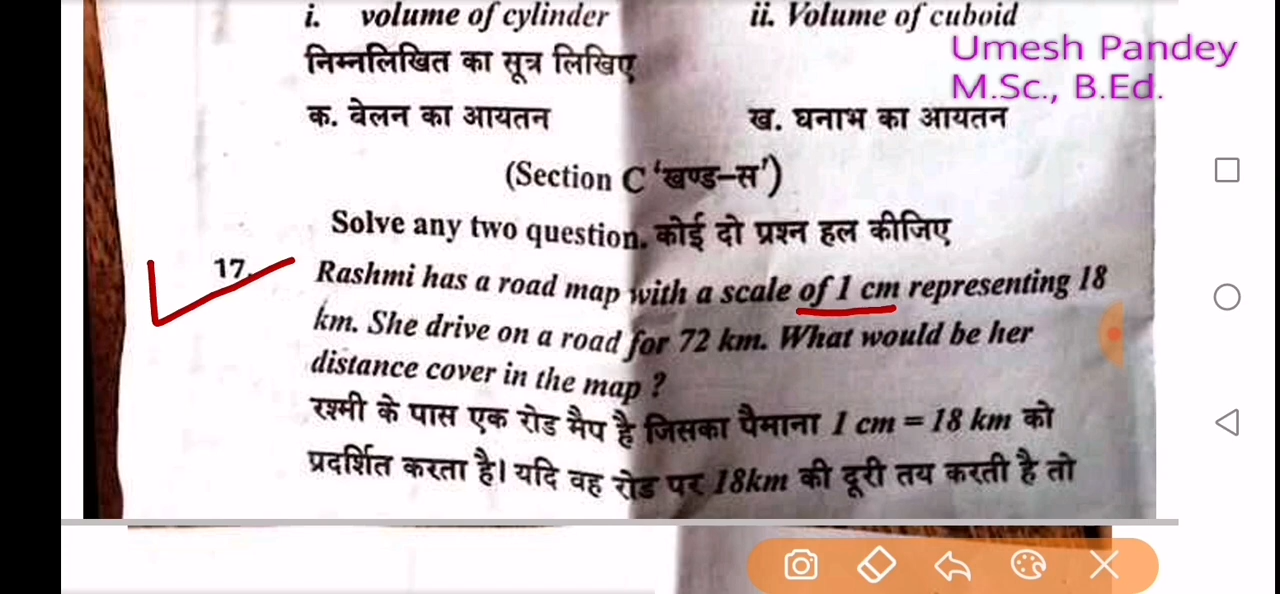 i. volume of cylinder ii. Volume of cuboid
Umesh Pandey
M.Sc., B.Ed.
निम्नलिखित का सूत्र लिखिए
क. बेलन का आयतन ख. घनाभ का आयतन
(Section C ‘खण्ड–स’)
Solve any two question. कोई दो प्रश्न हल कीजिए
17. Rashmi has a road map with a scale of 1 cm representing 18
km. She drive on a road for 72 km. What would be her
distance cover in the map ?
रश्मी के पास एक रोड मैप है जिसका पैमाना 1 cm = 18 km को
प्रदर्शित करता है। यदि वह रोड पर 18km की दूरी तय करती है तो